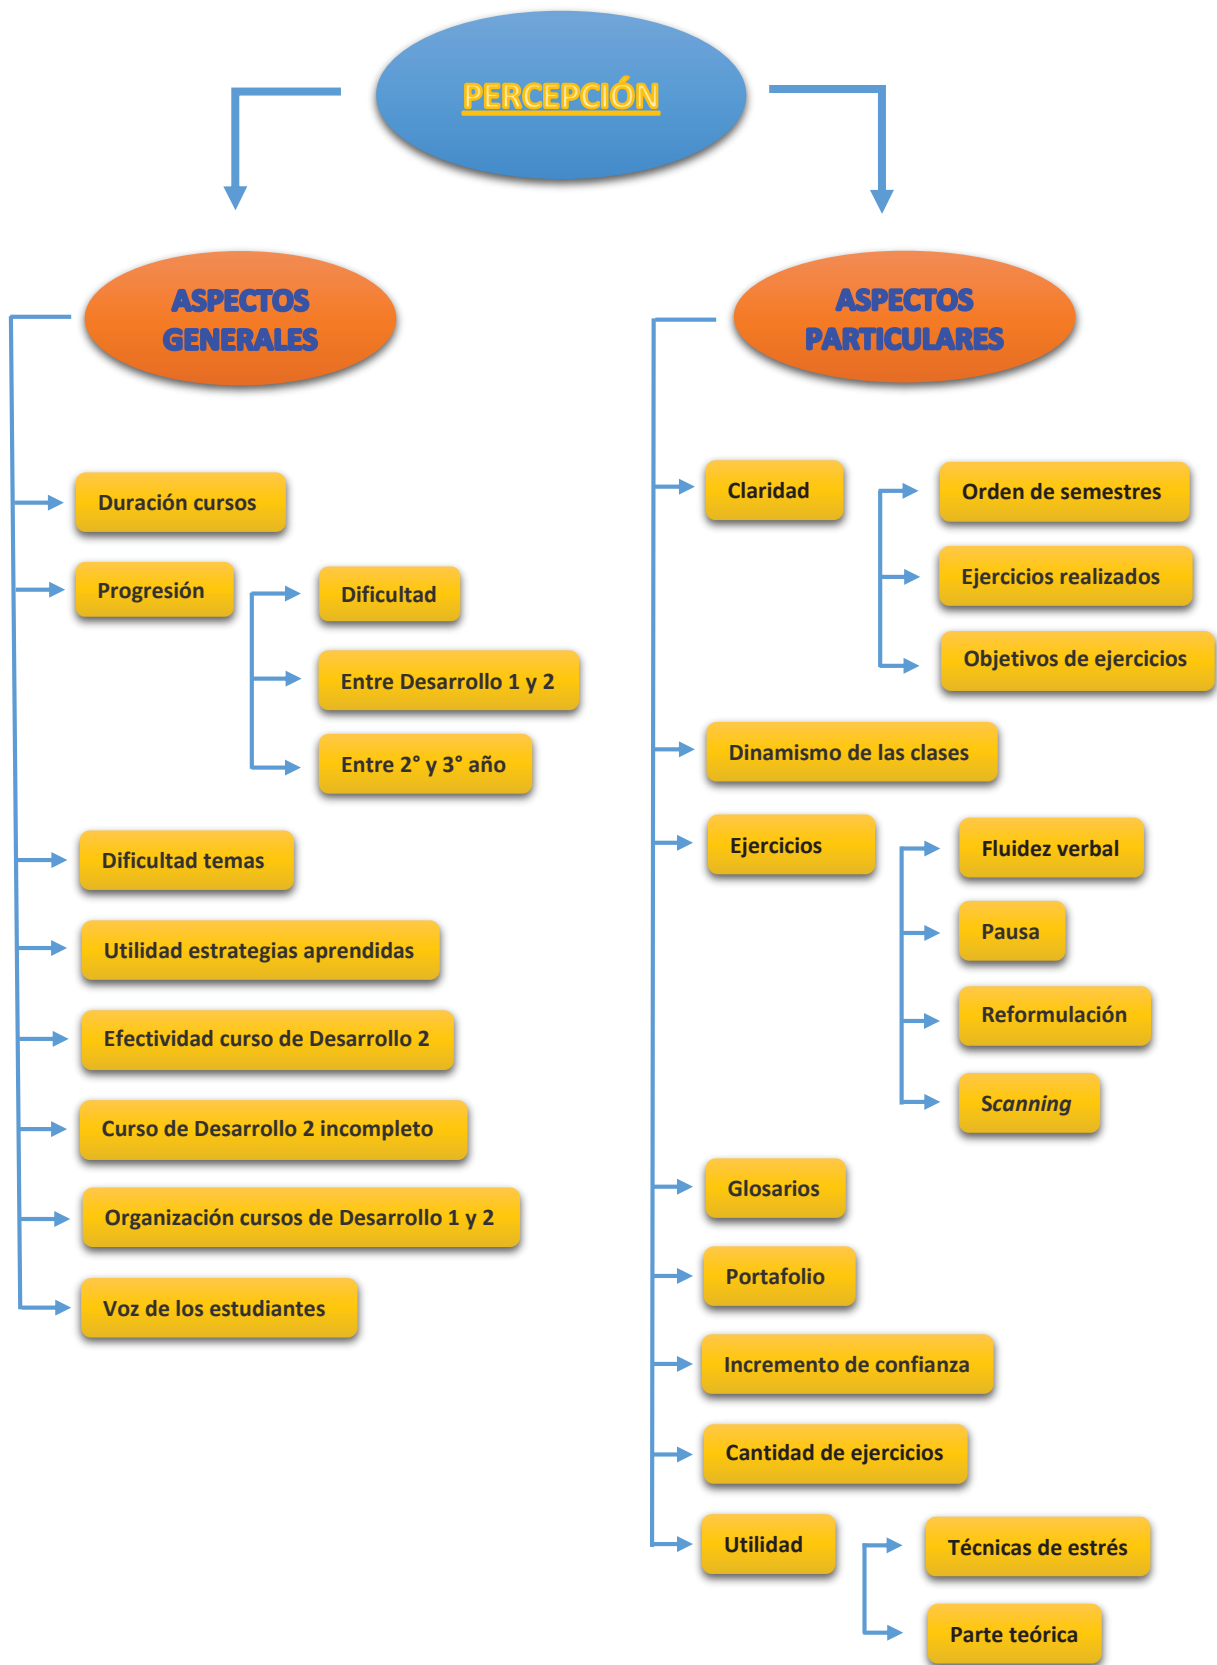 PERCEPCIÓN
ASPECTOS
GENERALES
Duración cursos
Progresión
Dificultad
Entre Desarrollo 1 y 2
Entre 2° y 3° año
Dificultad temas
Utilidad estrategias aprendidas
Efectividad curso de Desarrollo 2
Curso de Desarrollo 2 incompleto
Organización cursos de Desarrollo 1 y 2
Voz de los estudiantes
ASPECTOS
PARTICULARES
Claridad
Orden de semestres
Ejercicios realizados
Objetivos de ejercicios
Dinamismo de las clases
Ejercicios
Fluidez verbal
Pausa
Reformulación
Scanning
Glosarios
Portafolio
Incremento de confianza
Cantidad de ejercicios
Utilidad
Técnicas de estrés
Parte teórica